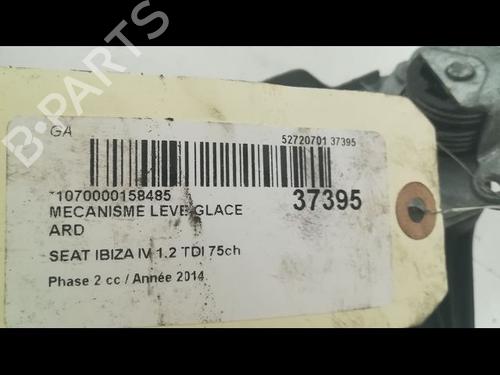 B-PARTS
GA
52720701 37395
*1070000158485
37395
MECANISME LEVE GLACE
ARD
SEAT IBIZA IV 1.2 TDI 75ch
Phase 2 cc / Année 2014